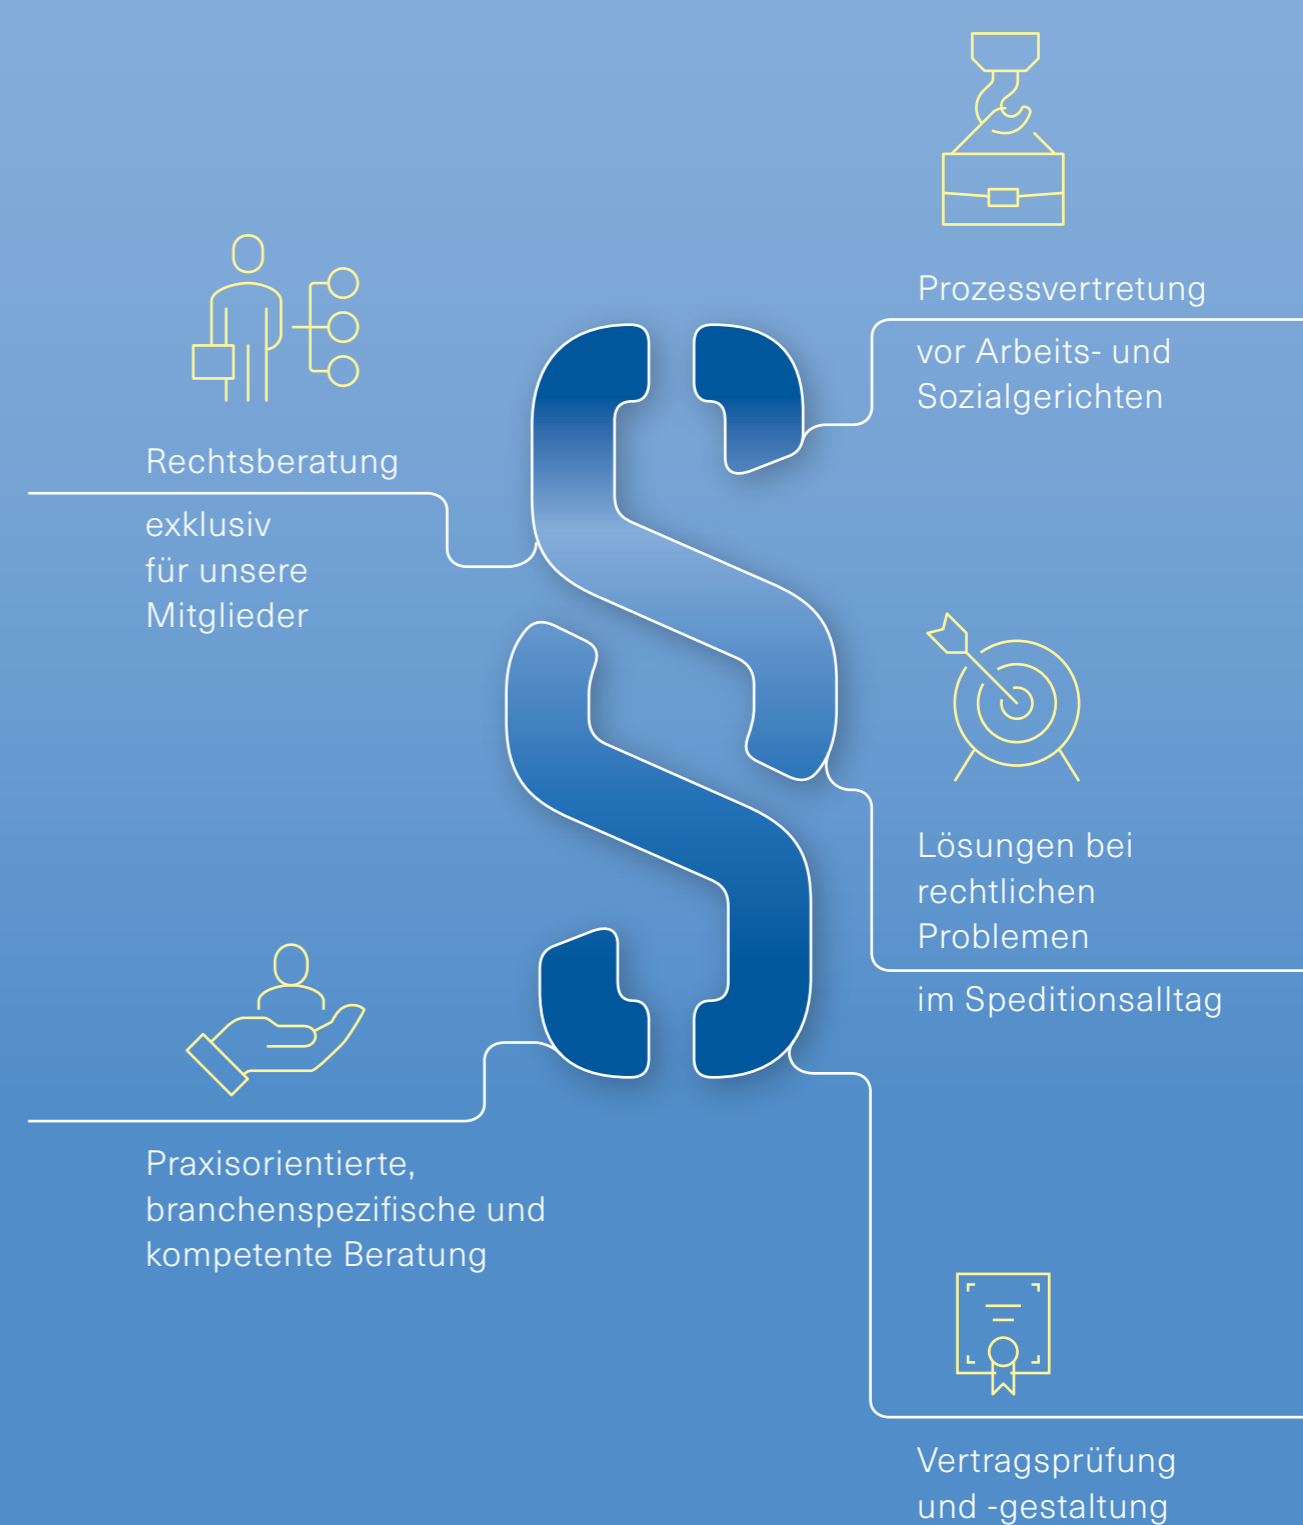 Prozessvertretung
vor Arbeits- und
Sozialgerichten
Rechtsberatung
exklusiv
für unsere
Mitglieder
§
Lösungen bei
rechtlichen
Problemen
im Speditionsalltag
Praxisorientierte,
branchenspezifische und
kompetente Beratung
Vertragsprüfung
und -gestaltung